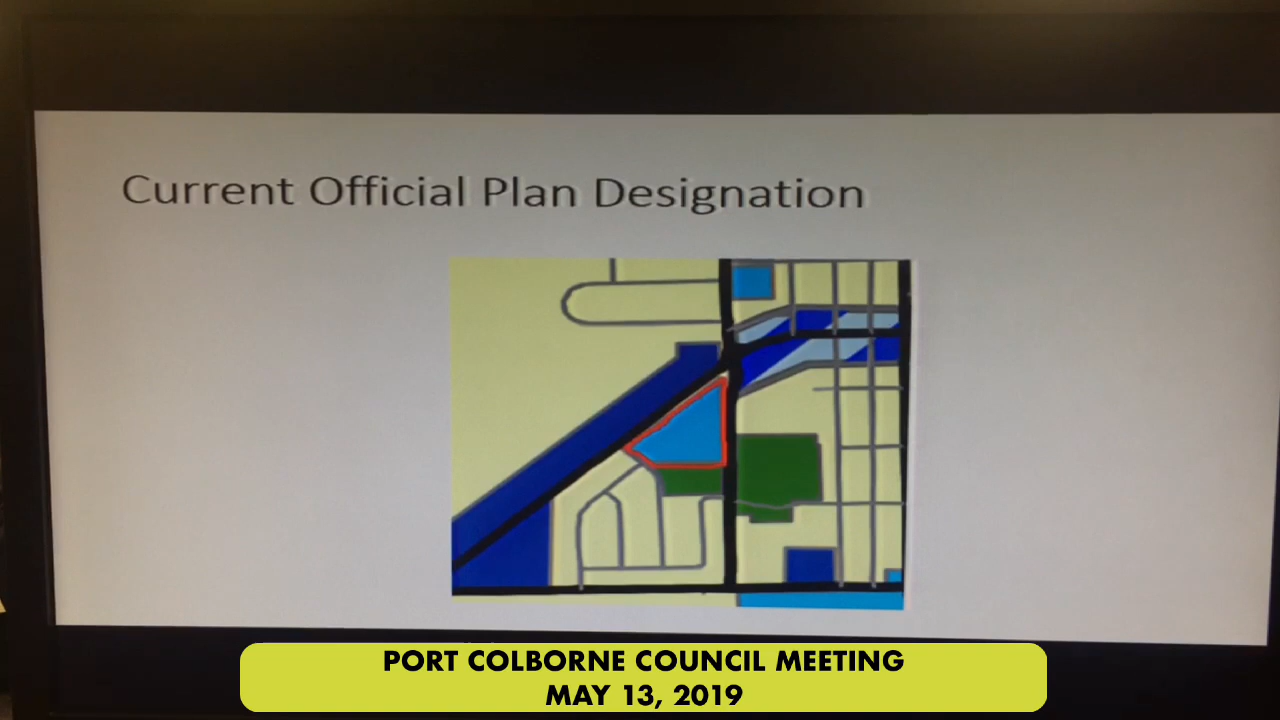 Current Official Plan Designation
PORT COLBORNE COUNCIL MEETING
MAY 13, 2019